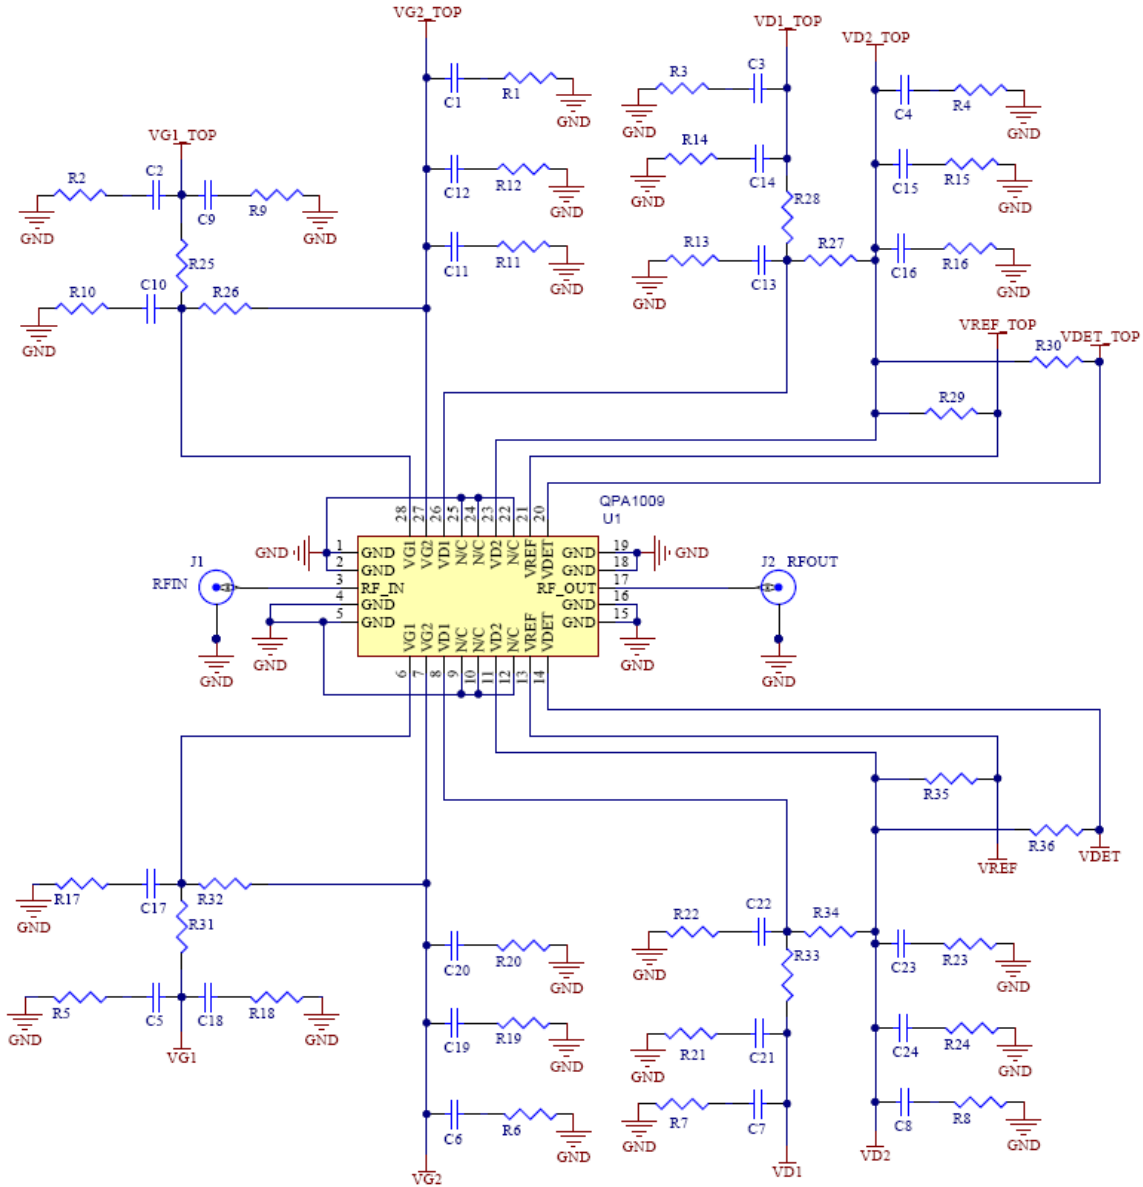 VG2_TOP
VD1_TOP
VD2_TOP
C1
R1
GND
R3
C3
GND
C4
R4
GND
VG1_TOP
R2
C2
C9
R9
GND
GND
C12
R12
GND
R14
C14
GND
C15
R15
GND
R28
R25
C11
R11
GND
R13
C13
GND
R27
C16
R16
GND
R10
C10
R26
GND
VREF_TOP
VDET_TOP
R30
R29
QPA1009
U1
28 27 26 25 24 23 22 21 20
VG1 VG2 VD1 N/C N/C VD2 N/C VREF VDET
GND 1 GND GND 19 GND
2 GND GND 18
J1
RFIN
3 RF_IN RF_OUT 17
J2 RFOUT
4 GND GND 16
5 GND GND 15
GND
GND
GND
GND
VG1 VG2 VD1 N/C N/C VD2 N/C VREF VDET
6 7 8 9 10 11 12 13 14
R35
R36
VREF
VDET
R17
C17
R32
GND
R31
R22
C22
R34
GND
R33
C20
R20
GND
C23
R23
GND
R5
C5
C18
R18
GND
GND
VG1
C19
R19
GND
R21
C21
GND
C24
R24
GND
C6
R6
GND
R7
C7
GND
C8
R8
GND
VG2
VD1
VD2